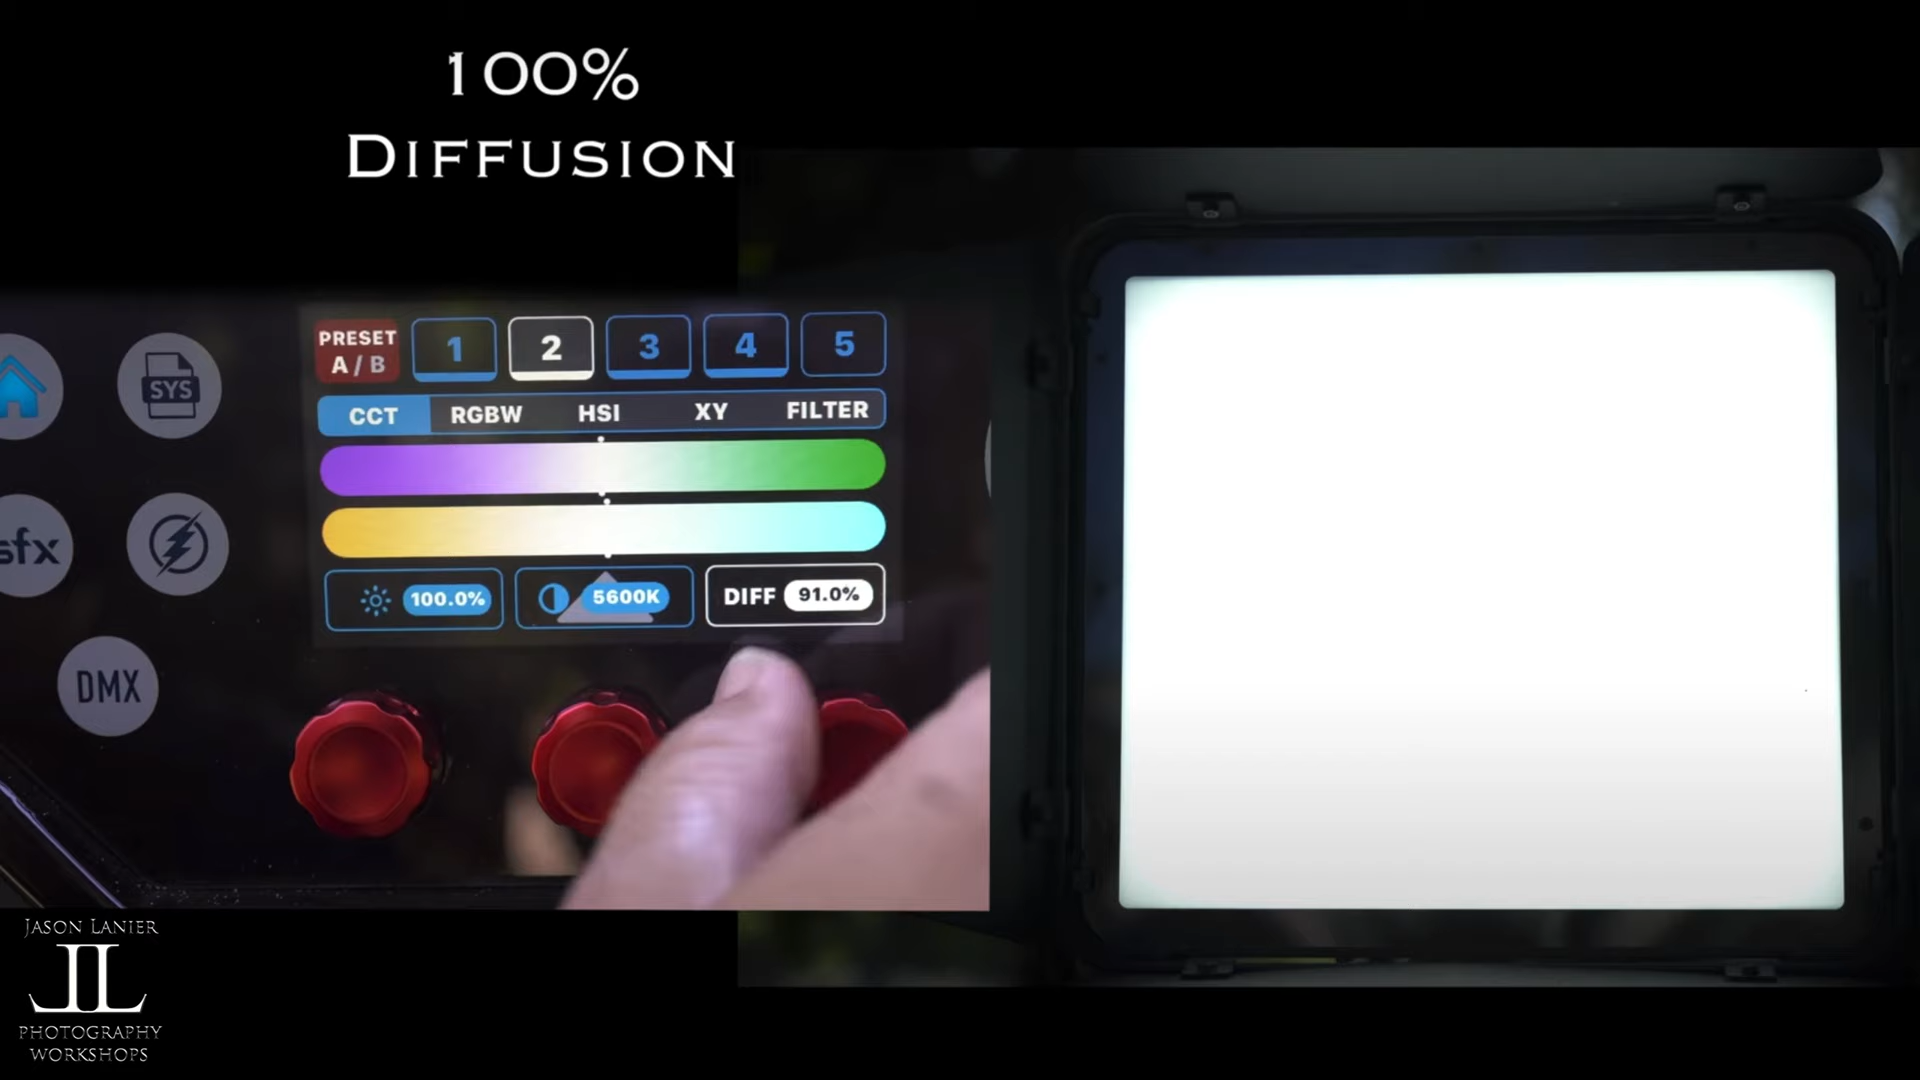 100%
DIFFUSION
PRESET
A / B
1
2
3
4
5
CCT
RGBW
HSI
XY
FILTER
SYS
sfx
100.0%
5600K
DIFF 91.0%
DMX
JASON LANIER
JL
PHOTOGRAPHY
WORKSHOPS